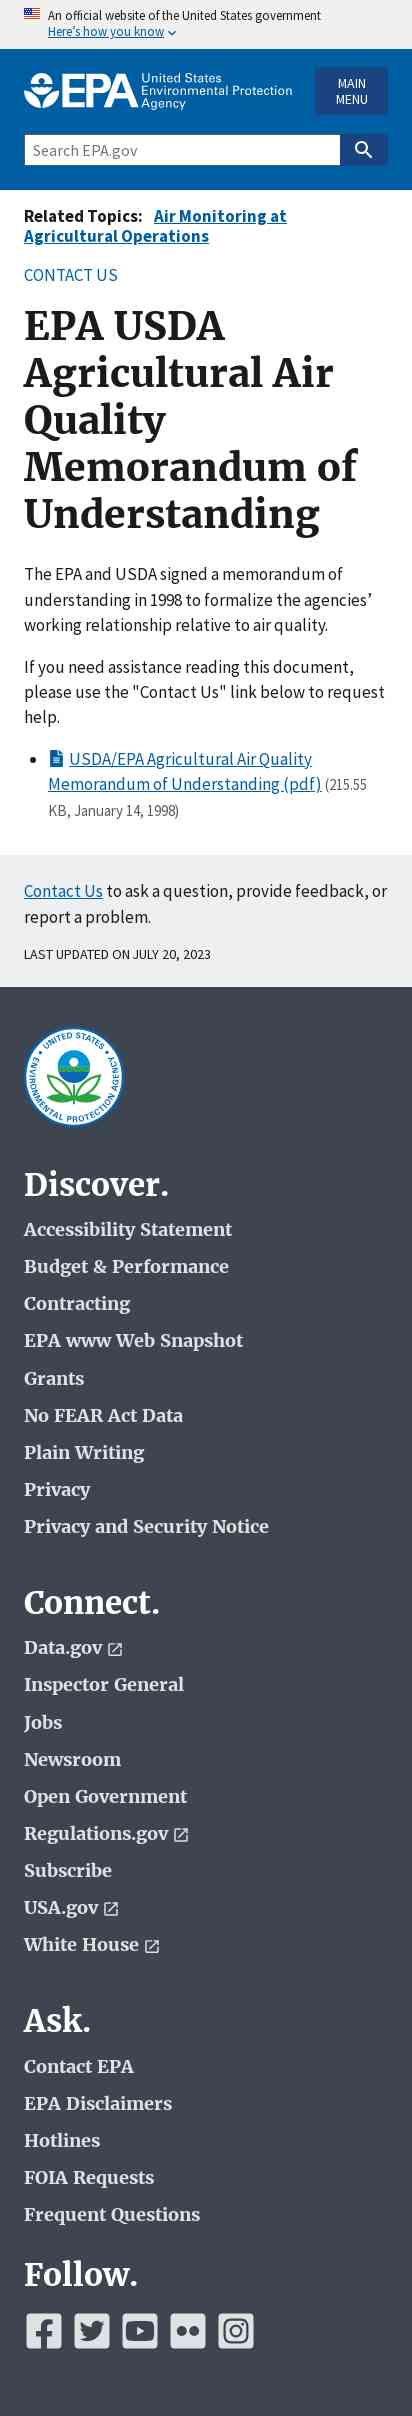 An official website of the United States government
Here's how you know
EPA United States
Environmental Protection
Agency
MAIN
MENU
Search EPA.gov
Related Topics: Air Monitoring at
Agricultural Operations
CONTACT US
EPA USDA
Agricultural Air
Quality
Memorandum of
Understanding
The EPA and USDA signed a memorandum of
understanding in 1998 to formalize the agencies’
working relationship relative to air quality.
If you need assistance reading this document,
please use the "Contact Us" link below to request
help.
USDA/EPA Agricultural Air Quality
Memorandum of Understanding (pdf) (215.55
KB, January 14, 1998)
Contact Us to ask a question, provide feedback, or
report a problem.
LAST UPDATED ON JULY 20, 2023
UNITED STATES
ENVIRONMENTAL PROTECTION AGENCY
Discover.
Accessibility Statement
Budget & Performance
Contracting
EPA www Web Snapshot
Grants
No FEAR Act Data
Plain Writing
Privacy
Privacy and Security Notice
Connect.
Data.gov
Inspector General
Jobs
Newsroom
Open Government
Regulations.gov
Subscribe
USA.gov
White House
Ask.
Contact EPA
EPA Disclaimers
Hotlines
FOIA Requests
Frequent Questions
Follow.